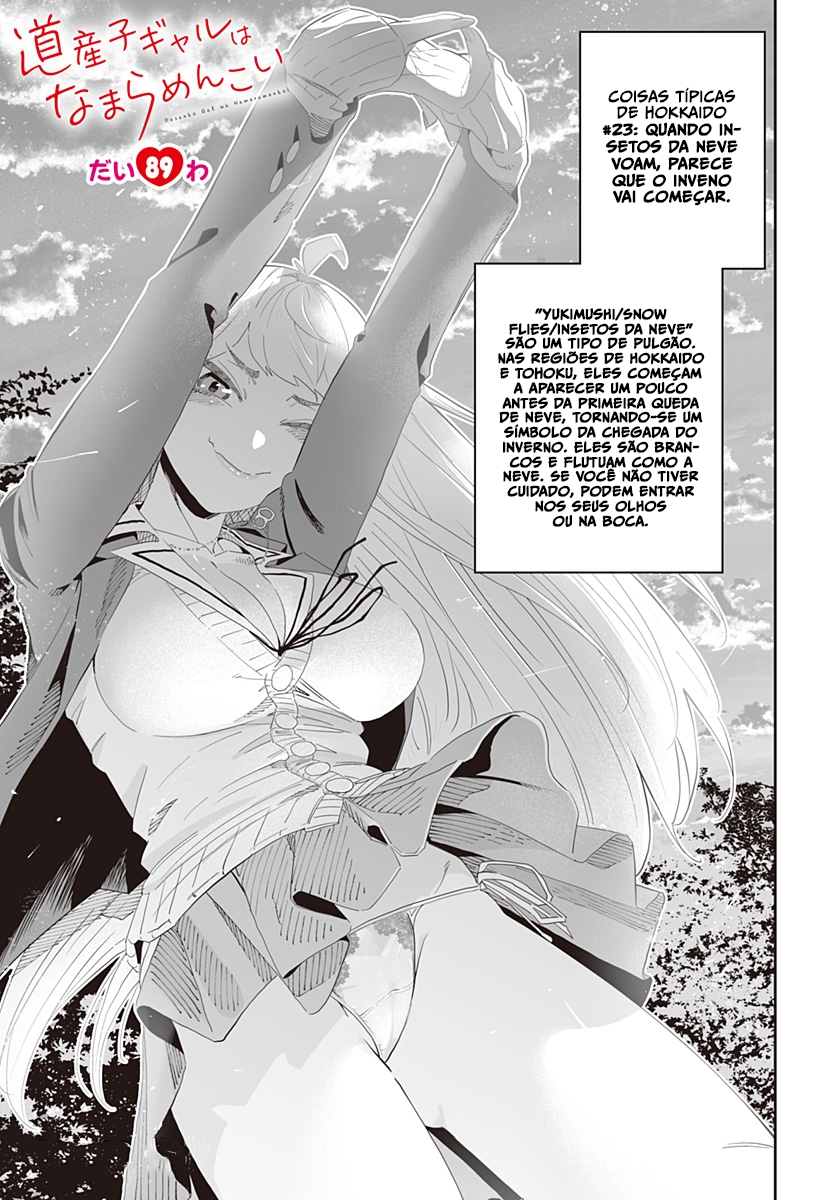 道産子ギャルは
なまらめんこい
Dosanko Gal wa Namaramenkoi
だい89わ
COISAS TÍPICAS
DE HOKKAIDO
#23: QUANDO IN-
SETOS DA NEVE
VOAM, PARECE
QUE O INVENO
VAI COMEÇAR.
"YUKIMUSHI/SNOW
FLIES/INSETOS DA NEVE"
SÃO UM TIPO DE PULGÃO.
NAS REGIÕES DE HOKKAIDO
E TOHOKU, ELES COMEÇAM
A APARECER UM POUCO
ANTES DA PRIMEIRA QUEDA
DE NEVE, TORNANDO-SE UM
SÍMBOLO DA CHEGADA DO
INVERNO. ELES SÃO BRAN-
COS E FLUTUAM COMO A
NEVE. SE VOCÊ NÃO TIVER
CUIDADO, PODEM ENTRAR
NOS SEUS OLHOS
OU NA BOCA.